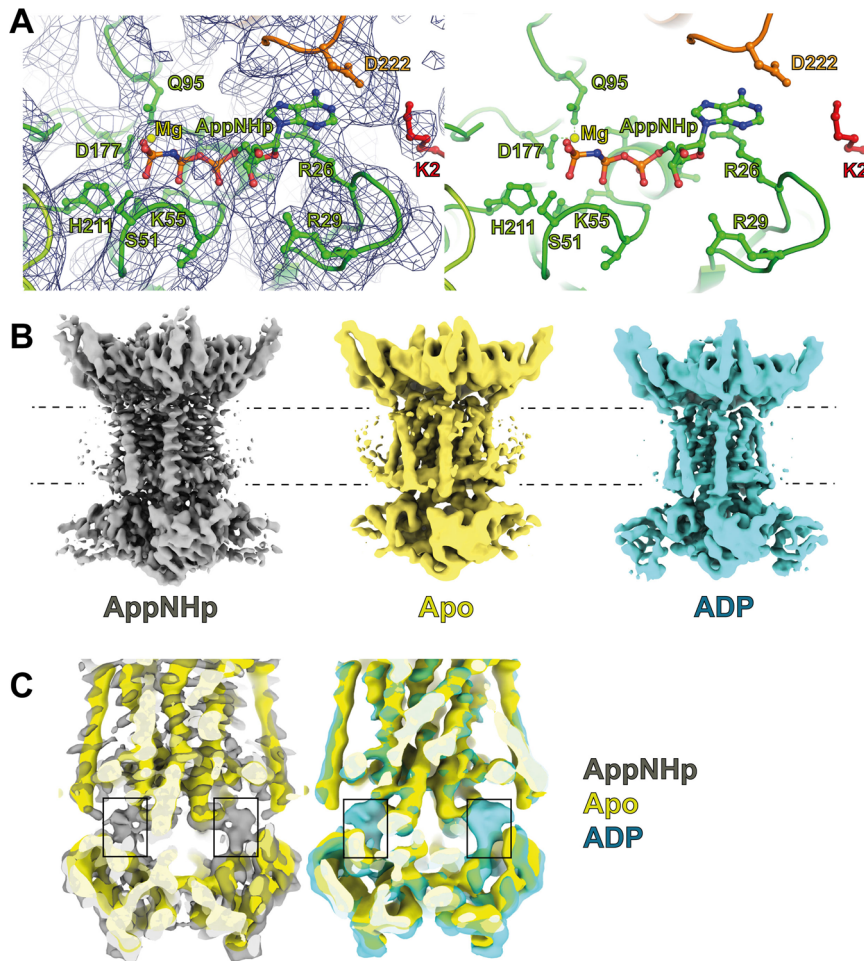 A
Q95
D222
Mg
AppNHp
D177
K2
R26
K55
R29
H211
S51
Q95
D222
Mg
AppNHp
D177
K2
R26
K55
R29
H211
S51
B
AppNHp
Apo
ADP
C
AppNHp
Apo
ADP